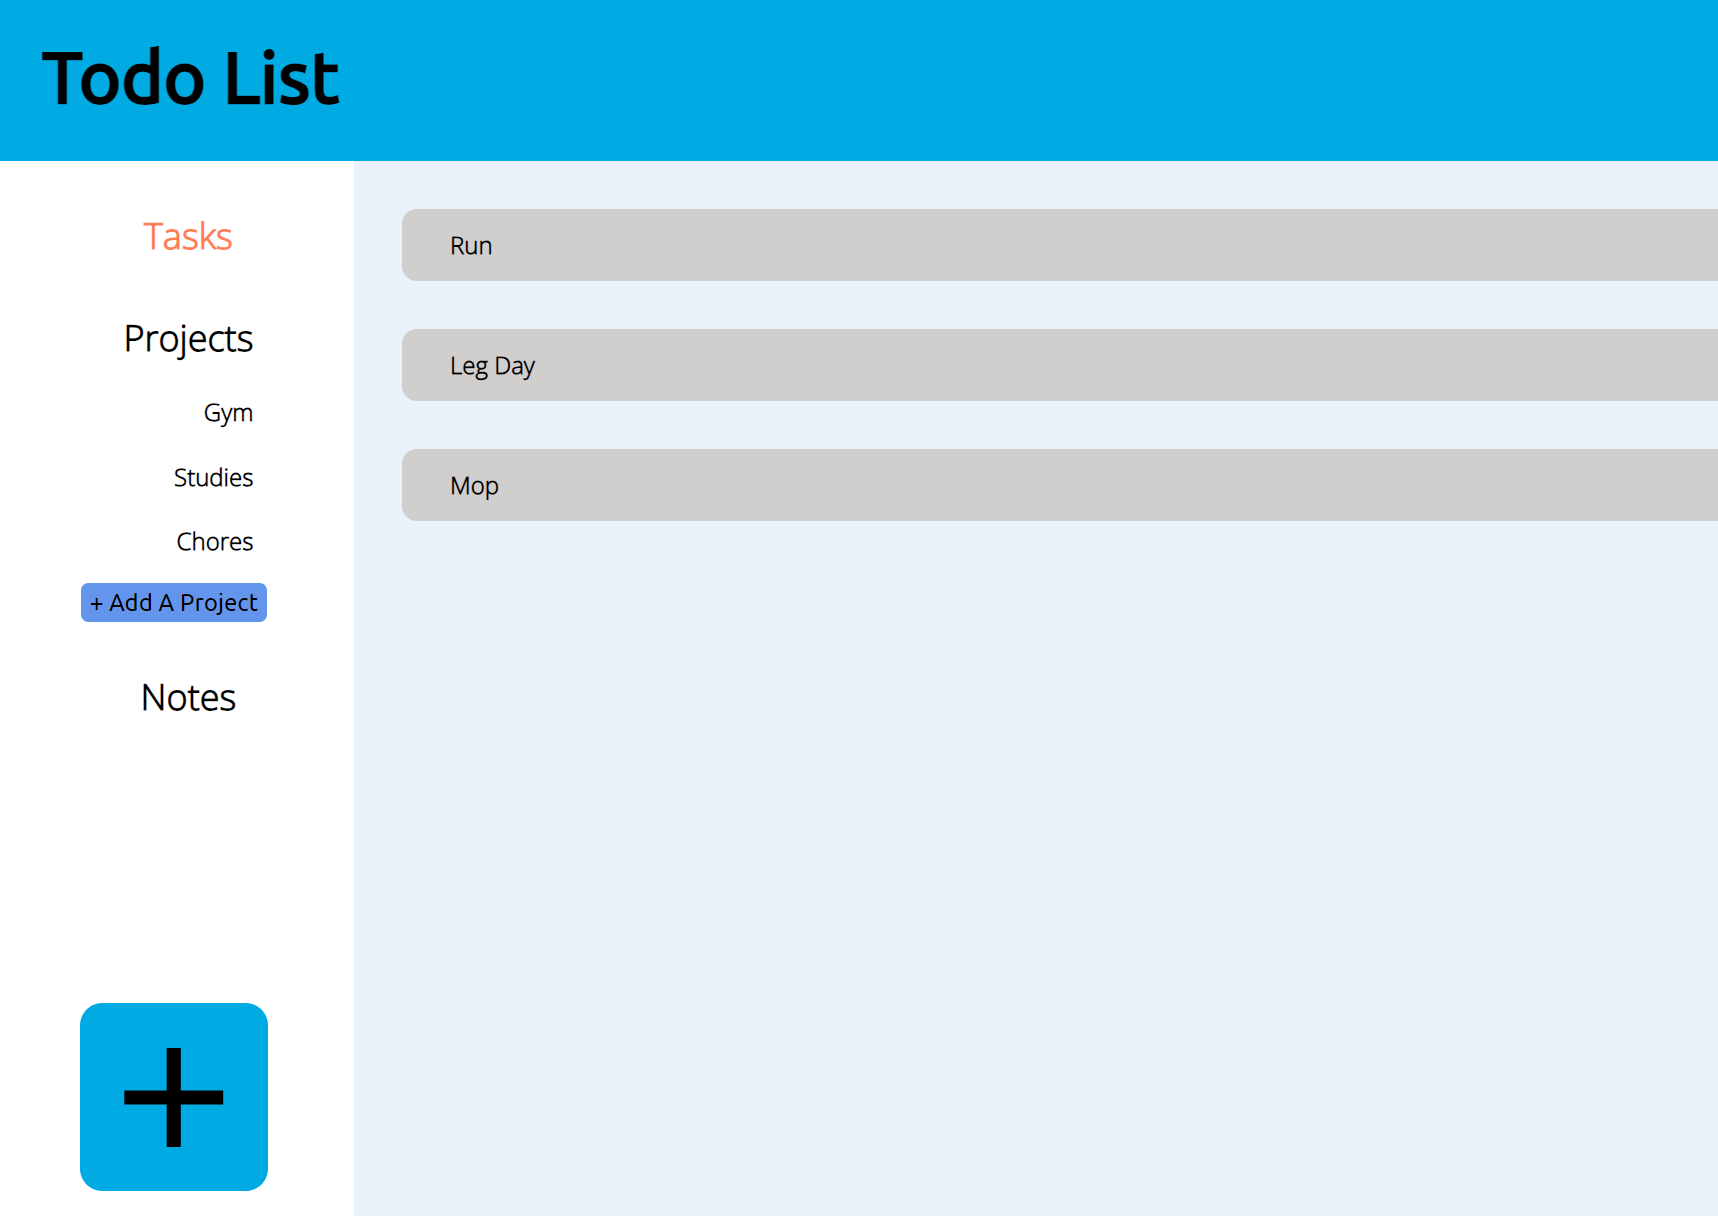 Todo List
Tasks
Projects
Gym
Studies
Chores
+ Add A Project
Notes
+
Run
Leg Day
Mop